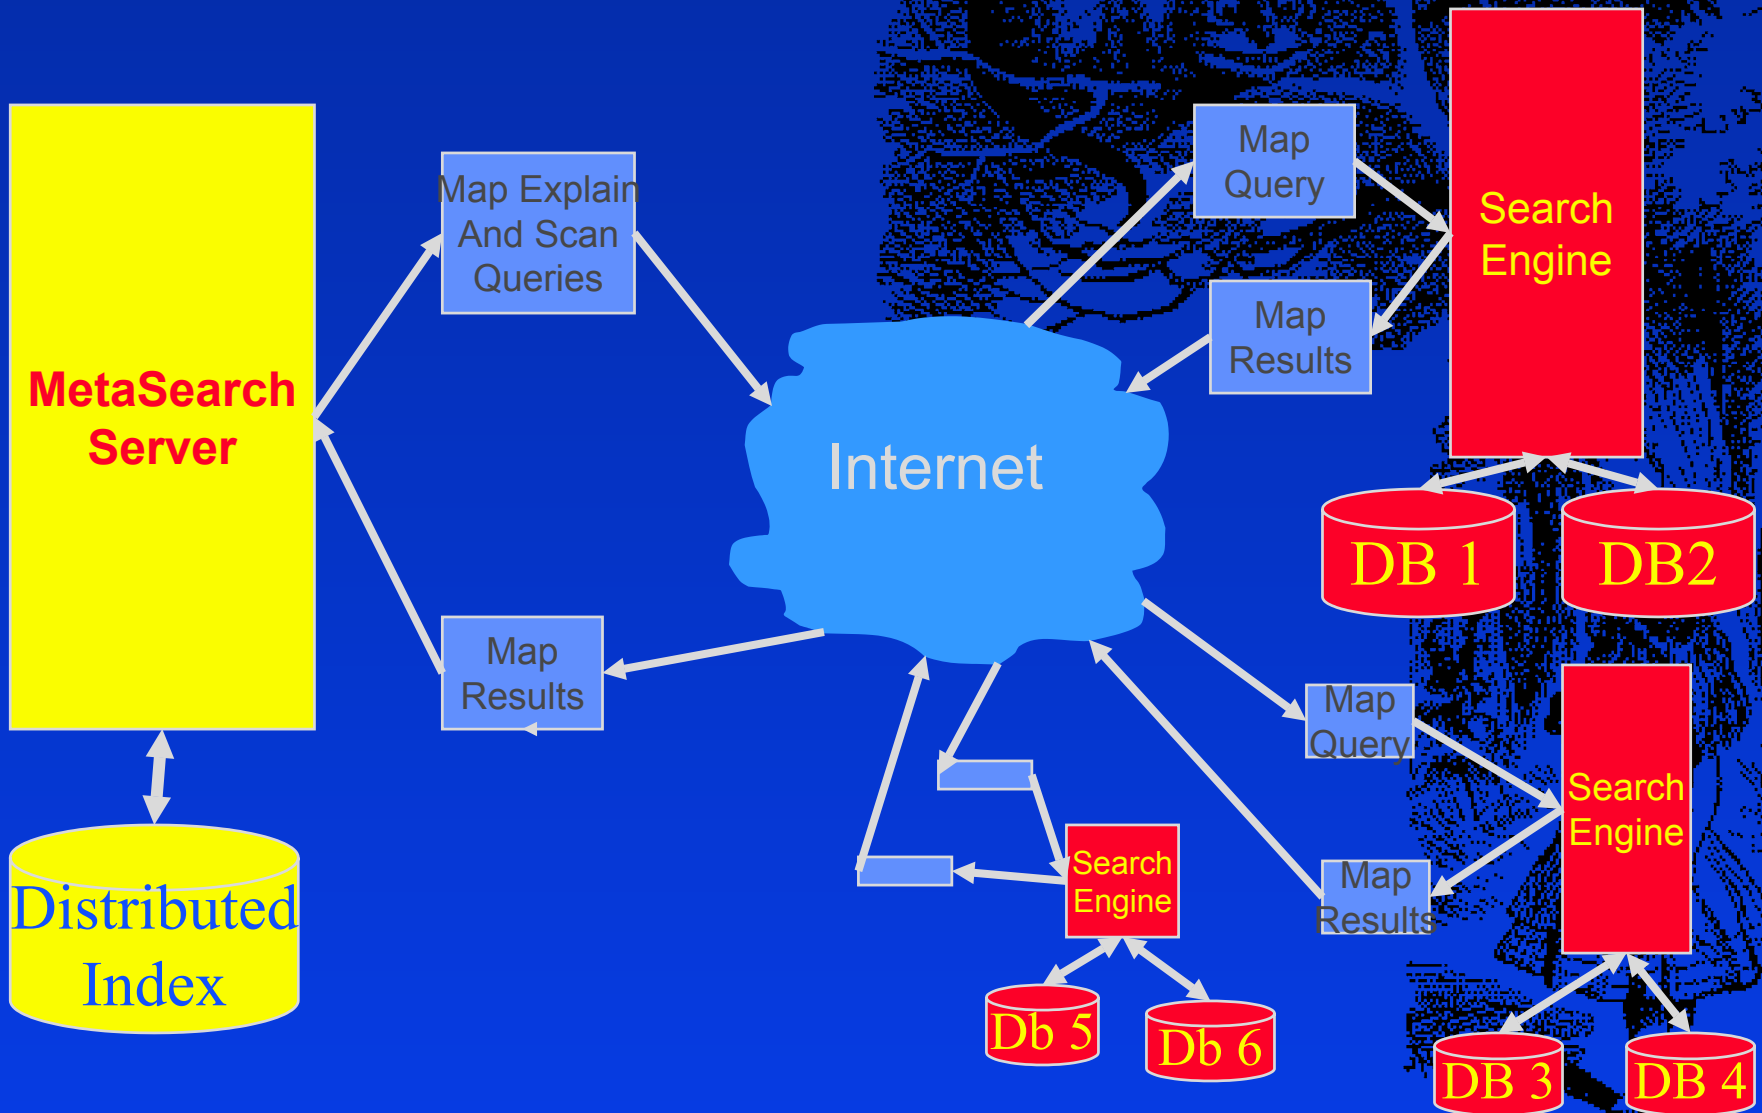 MetaSearch
Server
Distributed
Index
Map Explain
And Scan
Queries
Map
Results
Internet
Map
Query
Map
Results
Search
Engine
DB 1
DB2
Map
Query
Map
Results
Search
Engine
DB 3
DB 4
Search
Engine
Db 5
Db 6